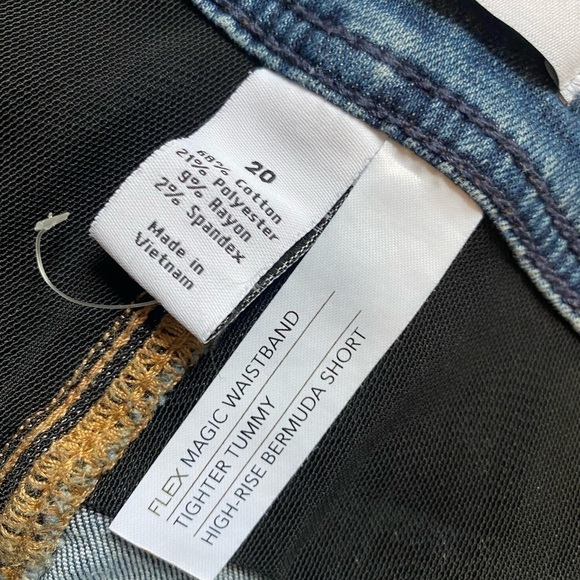 20
68% Cotton
21% Polyester
9% Rayon
2% Spandex
Made in
Vietnam
FLEX MAGIC WAISTBAND
TIGHTER TUMMY
HIGH-RISE BERMUDA SHORT